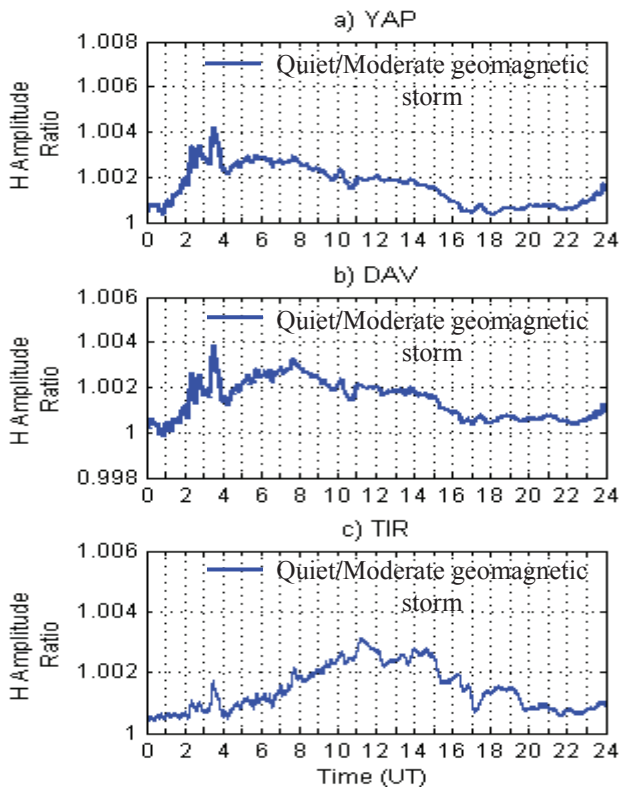 a) YAP
1.008
1.006
1.004
1.002
1
H Amplitude
Ratio
Quiet/Moderate geomagnetic
storm
0 2 4 6 8 10 12 14 16 18 20 22 24
b) DAV
1.006
1.004
1.002
1
0.998
H Amplitude
Ratio
Quiet/Moderate geomagnetic
storm
0 2 4 6 8 10 12 14 16 18 20 22 24
c) TIR
1.006
1.004
1.002
1
H Amplitude
Ratio
Quiet/Moderate geomagnetic
storm
0 2 4 6 8 10 12 14 16 18 20 22 24
Time (UT)